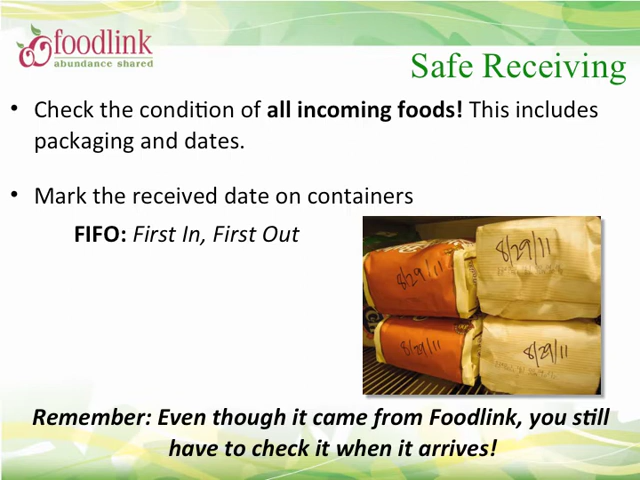 foodlink
abundance shared
Safe Receiving
• Check the condition of all incoming foods! This includes
packaging and dates.
• Mark the received date on containers
FIFO: First In, First Out
8/29/11
8/29/11
8/29/11
8/29/11
Remember: Even though it came from Foodlink, you still
have to check it when it arrives!